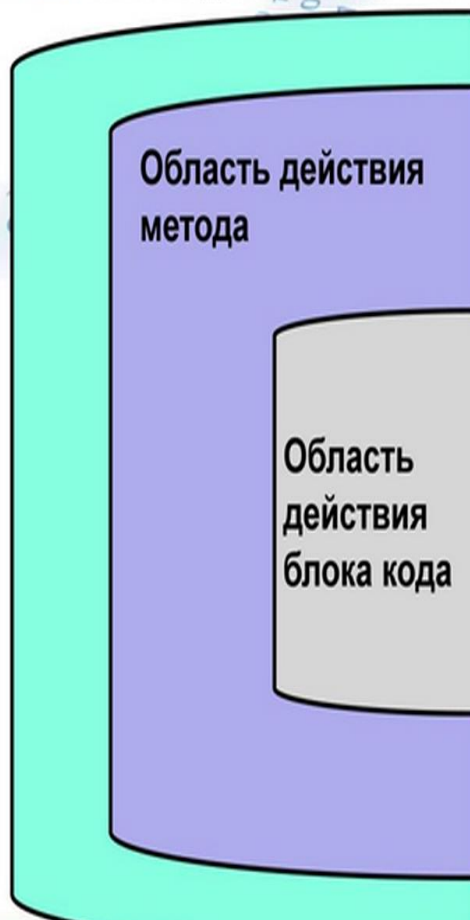 Область действия
метода
Область
действия
блока кода